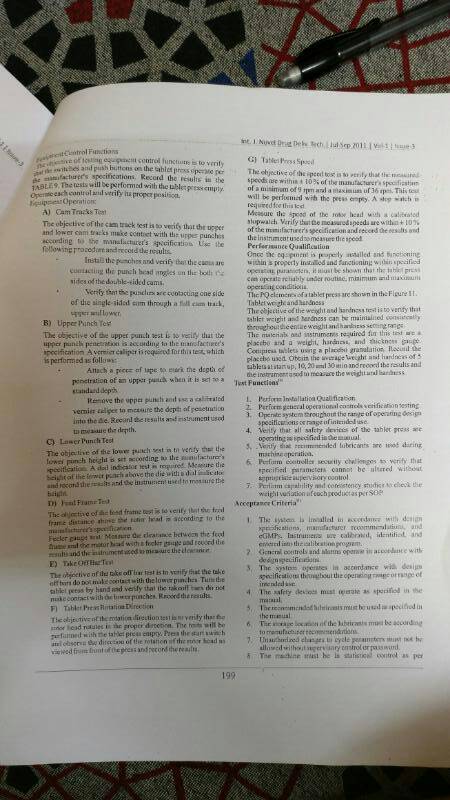 Int. J. Novel Drug Deliv. Tech. | Jul-Sep 2011 | Vol-1 | Issue-3
Equipment Control Functions
The objective of testing equipment control functions is to verify
that the switches and push buttons on the tablet press operate per
the manufacturer's specifications. Record the results in the
TABLE 9. The tests will be performed with the tablet press empty.
Operate each control and verify its proper position.
Equipment Operation:
A) Cam Tracks Test
The objective of the cam track test is to verify that the upper
and lower cam tracks make contact with the upper punches
according to the manufacturer's specification. Use the
following procedure and record the results.
Install the punches and verify that the cams are
contacting the punch head angles on the both the
sides of the double-sided cams.
Verify that the punches are contacting one side
of the single-sided cam through a full cam track,
upper and lower.
B) Upper Punch Test
The objective of the upper punch test is to verify that the
upper punch penetration is according to the manufacturer's
specification. A vernier caliper is required for this test, which
is performed as follows:
Attach a piece of tape to mark the depth of
penetration of an upper punch when it is set to a
standard depth.
Remove the upper punch and use a calibrated
vernier caliper to measure the depth of penetration
into the die. Record the results and instrument used
to measure the depth.
C) Lower Punch Test
The objective of the lower punch test is to verify that the
lower punch height is set according to the manufacturer's
specification. A dial indicator test is required. Measure the
height of the lower punch above the die with a dial indicator
and record the results and the instrument used to measure the
height.
D) Feed Frame Test
The objective of the feed frame test is to verify that the feed
frame distance above the rotor head is according to the
manufacturer's specification.
Feeler gauge test. Measure the clearance between the feed
frame and the motor head with a feeler gauge and record the
results and the instrument used to measure the clearance.
E) Take Off Bar Test
The objective of the take off bar test is to verify that the take
off bars do not make contact with the lower punches. Turn the
tablet press by hand and verify that the takeoff bars do not
make contact with the lower punches. Record the results.
F) Tablet Press Rotation Direction
The objective of the rotation direction test is to verify that the
rotor head rotates in the proper direction. The tests will be
performed with the tablet press empty. Press the start switch
and observe the direction of the rotation of the rotor head as
viewed from front of the press and record the results.
G) Tablet Press Speed
The objective of the speed test is to verify that the measured
speeds are within ± 10% of the manufacturer's specification
of a minimum of 9 rpm and a maximum of 36 rpm. This test
will be performed with the press empty. A stop watch is
required for this test.
Measure the speed of the rotor head with a calibrated
stopwatch. Verify that the measured speeds are within ± 10%
of the manufacturer's specification and record the results and
the instrument used to measure the speed.
Performance Qualification
Once the equipment is properly installed and functioning
within is properly installed and functioning within specified
operating parameters, it must be shown that the tablet press
can operate reliably under routine, minimum and maximum
operating conditions.
The PQ elements of a tablet press are shown in the Figure 11.
Tablet weight and hardness
The objective of the weight and hardness test is to verify that
tablet weight and hardness can be maintained consistently
throughout the entire weight and hardness setting range.
The materials and instruments required for this test are a
placebo and a weight, hardness, and thickness gauge.
Compress tablets using a placebo granulation. Record the
placebo used. Obtain the average weight and hardness of 5
tablets at start up, 10, 20 and 30 min and record the results and
the instrument used to measure the weight and hardness.
Test Functions
1. Perform Installation Qualification.
2. Perform general operational controls verification testing.
3. Operate system throughout the range of operating design
specifications or range of intended use.
4. Verify that all safety devices of the tablet press are
operating as specified in the manual.
5. Verify that recommended lubricants are used during
machine operation.
6. Perform controller security challenges to verify that
specified parameters cannot be altered without
appropriate supervisory control.
7. Perform capability and consistency studies to check the
weight variation of each product as per SOP.
Acceptance Criteria
1. The system is installed in accordance with design
specifications, manufacturer recommendations, and
cGMPs. Instruments are calibrated, identified, and
entered into the calibration program.
2. General controls and alarms operate in accordance with
design specifications.
3. The system operates in accordance with design
specifications throughout the operating range or range of
intended use.
4. The safety devices must operate as specified in the
manual.
5. The recommended lubricants must be used as specified in
the manual.
6. The storage location of the lubricants must be according
to manufacturer recommendations.
7. Unauthorized changes to cycle parameters must not be
allowed without supervisory control or password.
8. The machine must be in statistical control as per
199